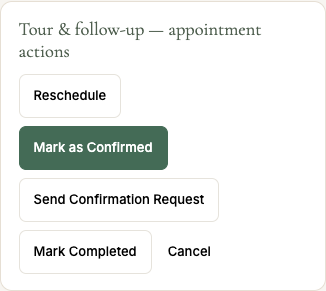 Tour & follow-up — appointment
actions
Reschedule
Mark as Confirmed
Send Confirmation Request
Mark Completed Cancel